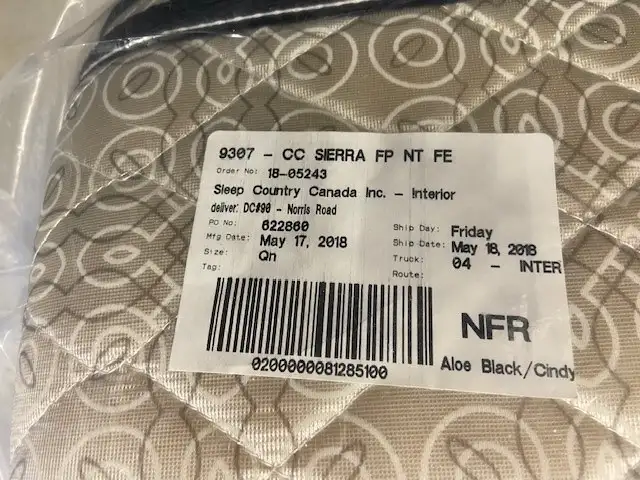 9307 - CC SIERRA FP NT FE
Order No: 18-05243
Sleep Country Canada Inc. - Interior
deliver: DC#90 - Norris Road
PO No: 622860
Ship Day: Friday
Mfg Date: May 17, 2018
Ship Date: May 18, 2018
Size: Qn
Truck: 04 - INTER
Tag:
Route:
NFR
0200000081285100
Aloe Black/Cindy